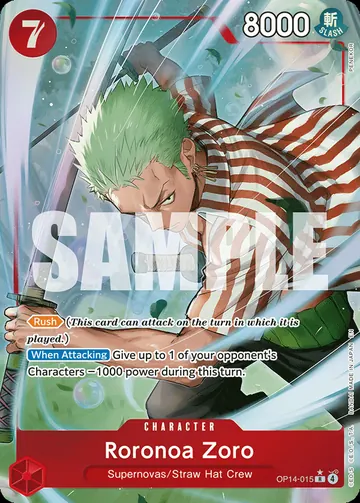 7
8000
斬
SLASH
PENEKOR
SAMPLE
Rush (This card can attack on the turn in which it is
played.)
When Attacking Give up to 1 of your opponent's
Characters −1000 power during this turn.
CHARACTER
Roronoa Zoro
Supernovas/Straw Hat Crew
OP14-015 R 4